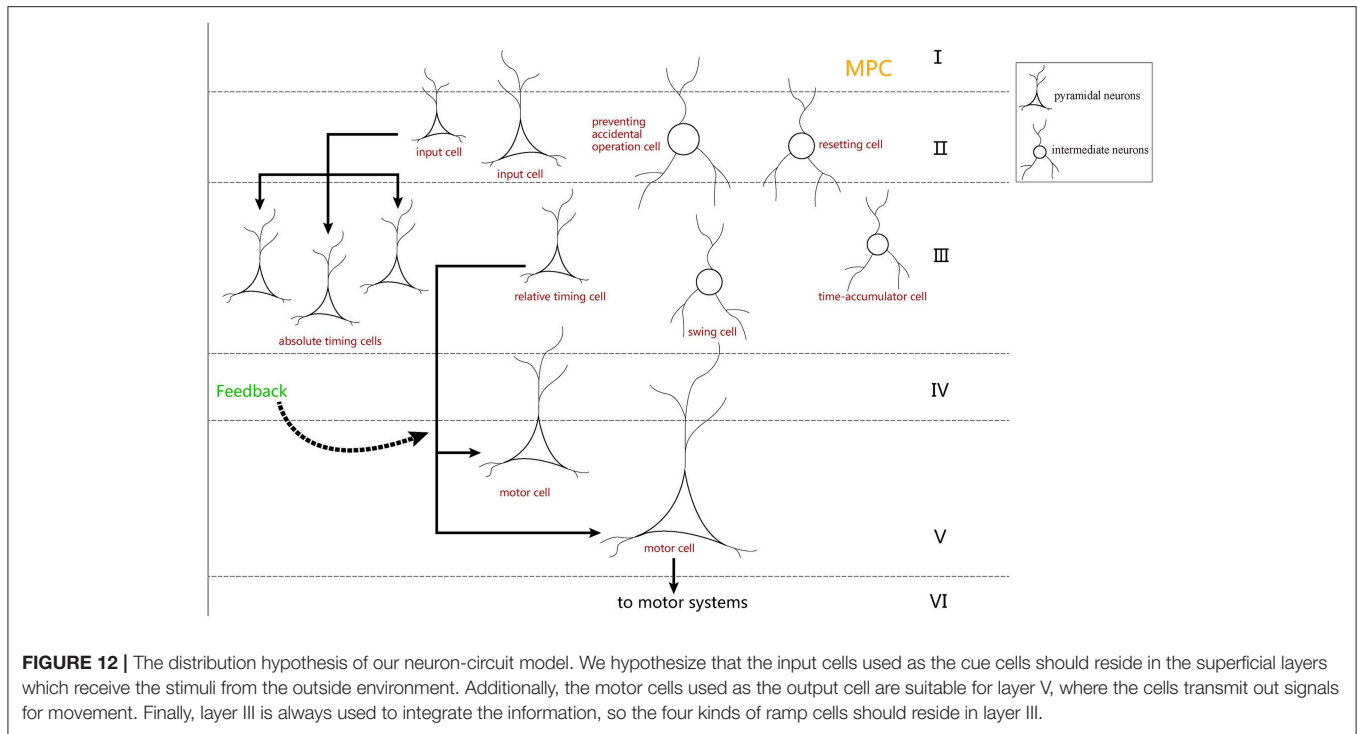 I
MPC
pyramidal neurons
intermediate neurons
input cell
input cell
preventing
accidental
operation cell
resetting cell
II
absolute timing cells
relative timing cell
swing cell
time-accumulator cell
III
Feedback
IV
motor cell
motor cell
V
to motor systems
VI
FIGURE 12 | The distribution hypothesis of our neuron-circuit model. We hypothesize that the input cells used as the cue cells should reside in the superficial layers
which receive the stimuli from the outside environment. Additionally, the motor cells used as the output cell are suitable for layer V, where the cells transmit out signals
for movement. Finally, layer III is always used to integrate the information, so the four kinds of ramp cells should reside in layer III.